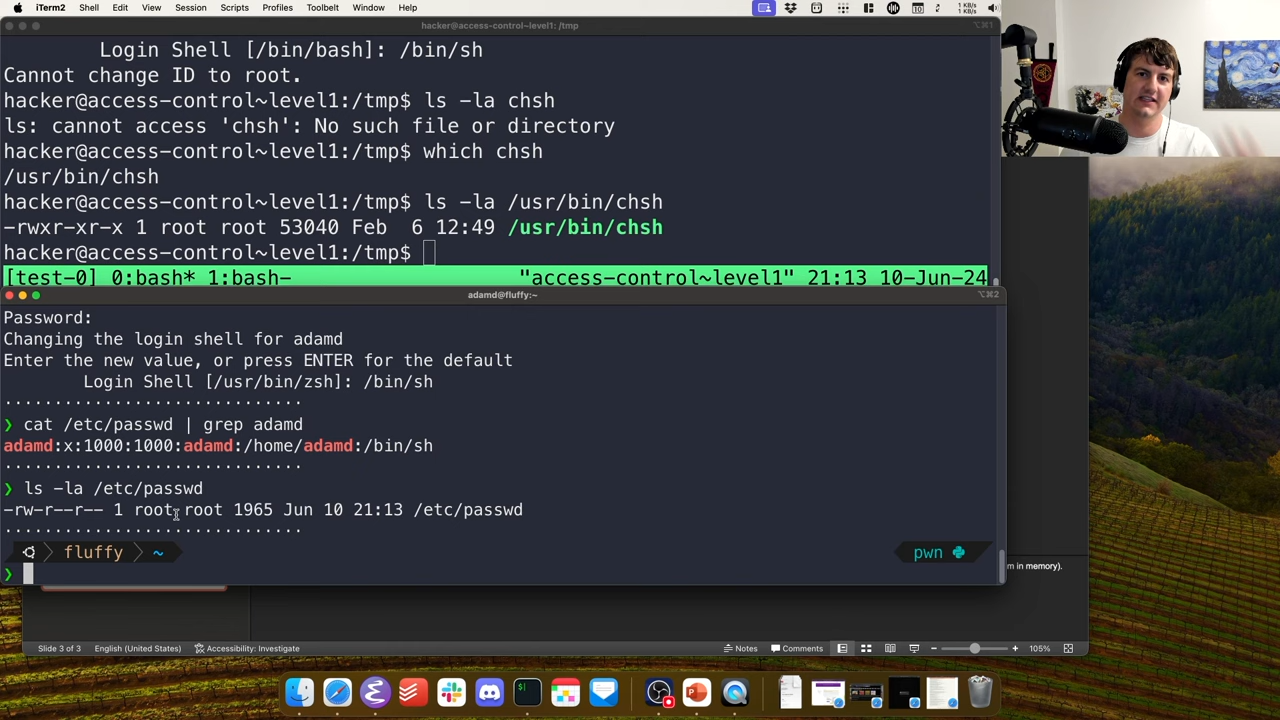 iTerm2 Shell Edit View Session Scripts Profiles Toolbelt Window Help
1 KB/s
1 KB/s
hacker@access-control~level1: /tmp
⌥⌘1
Login Shell [/bin/bash]: /bin/sh
Cannot change ID to root.
hacker@access-control~level1:/tmp$ ls -la chsh
ls: cannot access 'chsh': No such file or directory
hacker@access-control~level1:/tmp$ which chsh
/usr/bin/chsh
hacker@access-control~level1:/tmp$ ls -la /usr/bin/chsh
-rwxr-xr-x 1 root root 53040 Feb  6 12:49 /usr/bin/chsh
hacker@access-control~level1:/tmp$
[test-0] 0:bash* 1:bash- "access-control~level1" 21:13 10-Jun-24
adamd@fluffy:~
⌥⌘2
Password:
Changing the login shell for adamd
Enter the new value, or press ENTER for the default
Login Shell [/usr/bin/zsh]: /bin/sh
❯ cat /etc/passwd | grep adamd
adamd:x:1000:1000:adamd:/home/adamd:/bin/sh
❯ ls -la /etc/passwd
-rw-r--r-- 1 root root 1965 Jun 10 21:13 /etc/passwd
fluffy ~ pwn
❯
m in memory).
Slide 3 of 3 English (United States) Accessibility: Investigate Notes Comments 105%